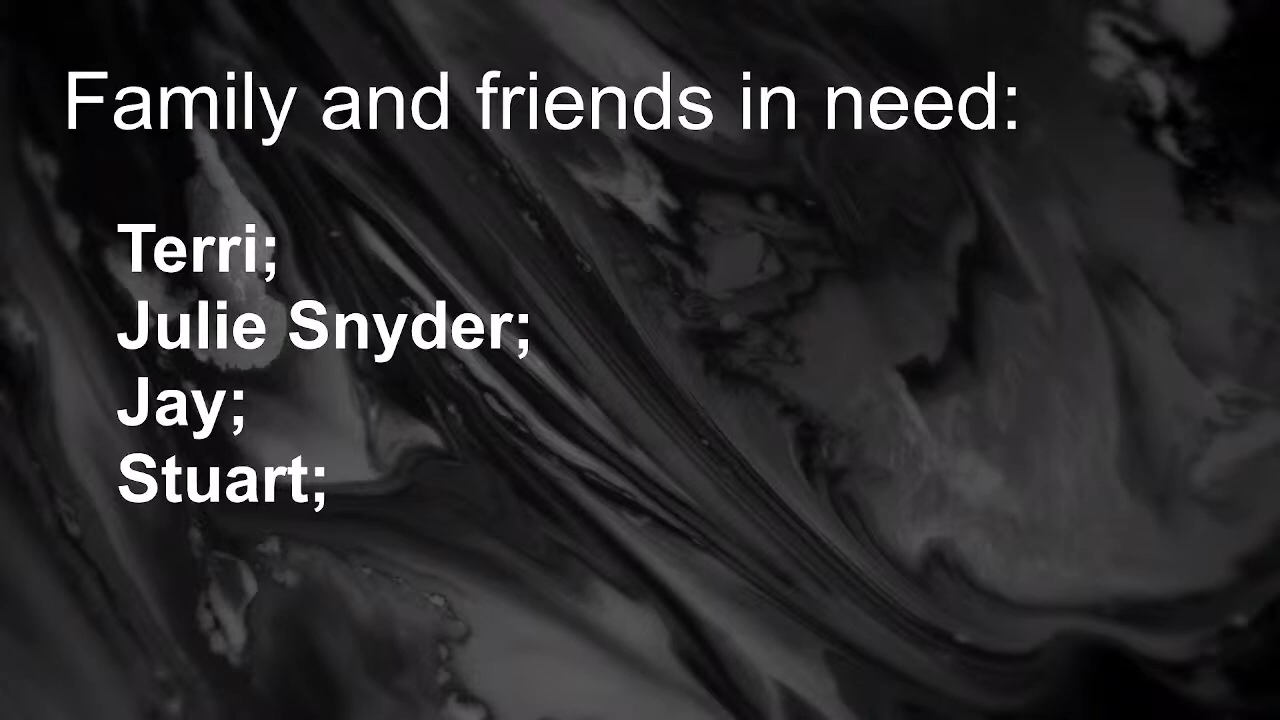 Family and friends in need:
Terri;
Julie Snyder;
Jay;
Stuart;